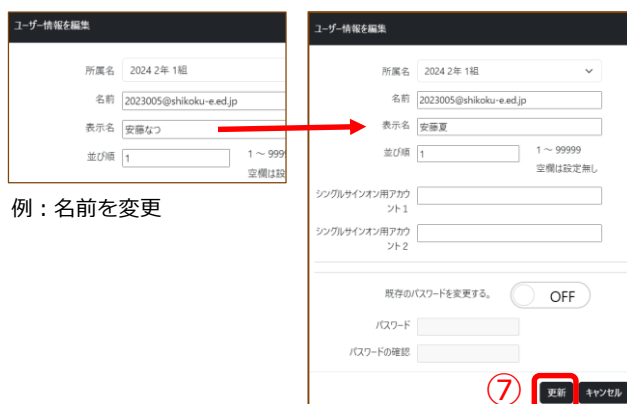 ユーザー情報を編集
所属名 2024 2年 1組
名前 2023005@shikoku-e.ed.jp
表示名 安藤なつ
並び順 1 1 ~ 999
空欄は設
例：名前を変更
ユーザー情報を編集
所属名 2024 2年 1組
名前 2023005@shikoku-e.ed.jp
表示名 安藤夏
並び順 1 1 ~ 99999
空欄は設定無し
シングルサインオン用アカウ
ント1
シングルサインオン用アカウ
ント2
既存のパスワードを変更する。 OFF
パスワード
パスワードの確認
⑦ 更新 キャンセル